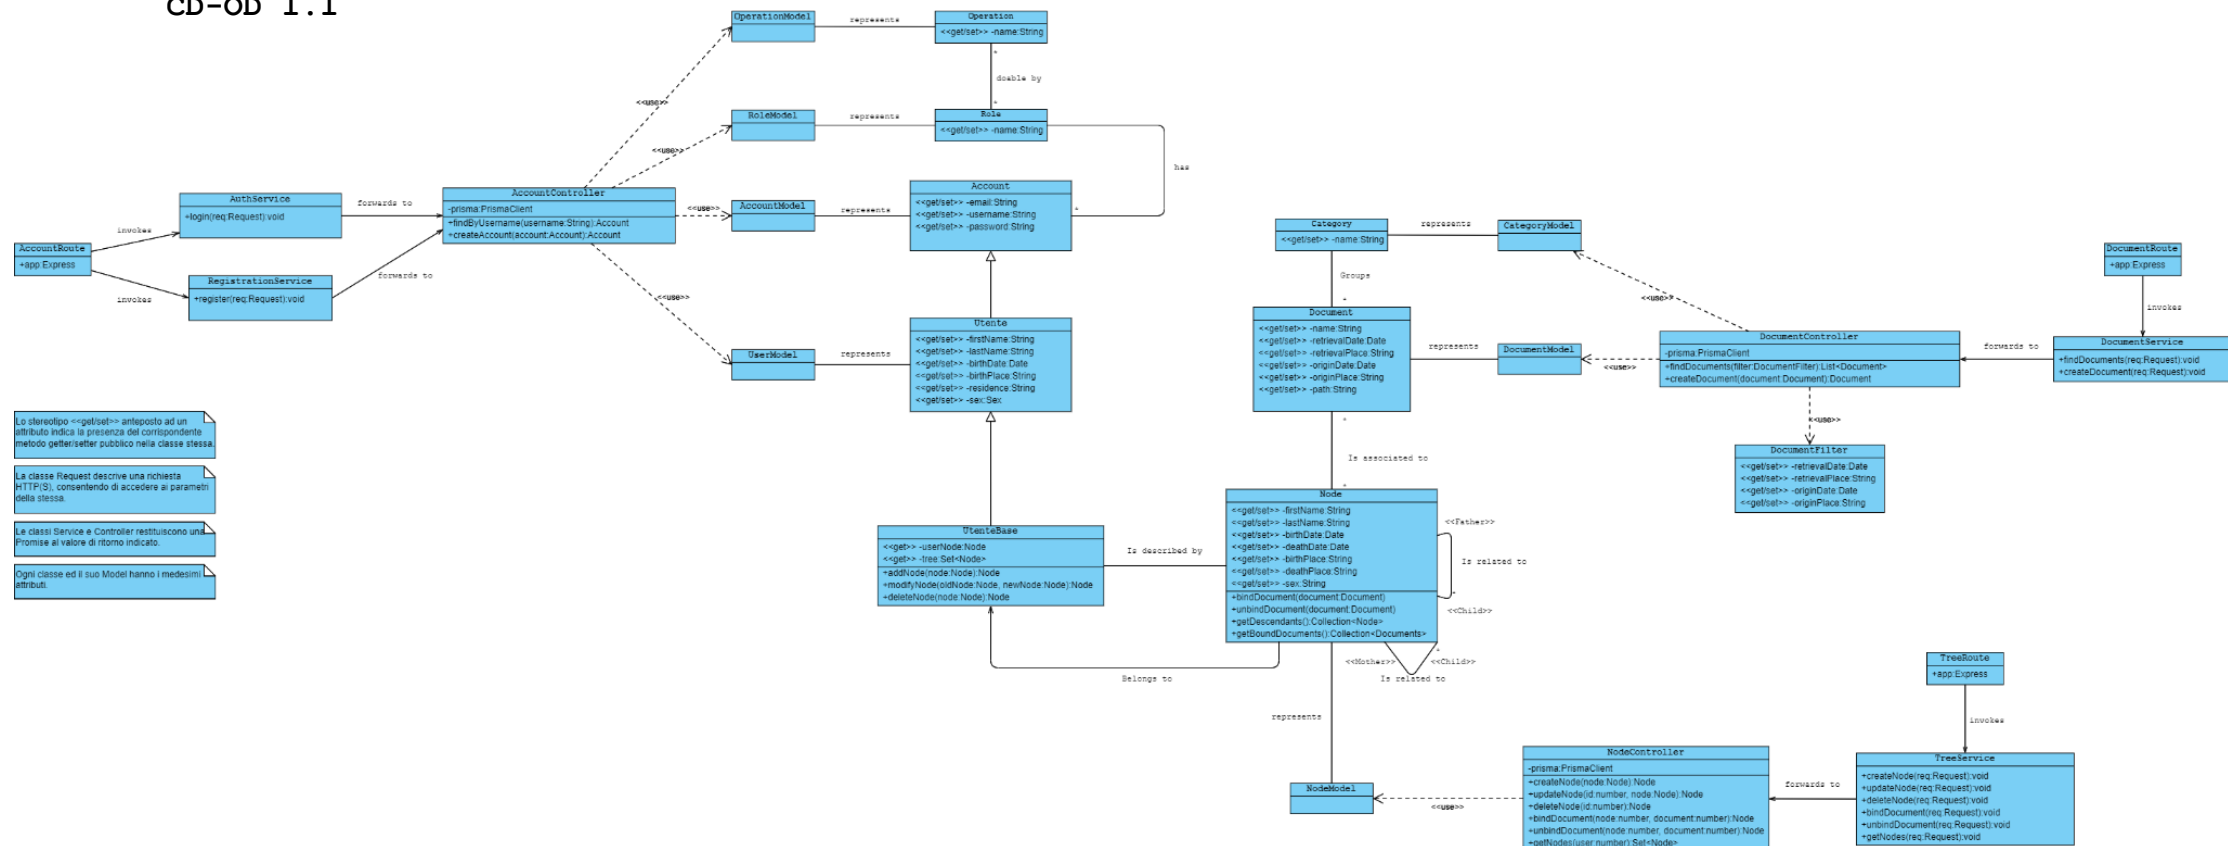 CD-OD 1.1
OperationModel
represents
Operation
<<get/set>> -name:String
*
doable by
*
<<use>>
RoleModel
represents
Role
<<get/set>> -name:String
<<use>>
has
AuthService
+login(req:Request):void
forwards to
AccountController
-prisma:PrismaClient
+findByUsername(username:String):Account
+createAccount(account:Account):Account
<<use>>
AccountModel
represents
Account
<<get/set>> -email:String
<<get/set>> -username:String
<<get/set>> -password:String
*
invokes
AccountRoute
+app:Express
invokes
RegistrationService
+register(req:Request):void
forwards to
<<use>>
UserModel
represents
Utente
<<get/set>> -firstName:String
<<get/set>> -lastName:String
<<get/set>> -birthDate:Date
<<get/set>> -birthPlace:String
<<get/set>> -residence:String
<<get/set>> -sex:Sex
Category
<<get/set>> -name:String
represents
CategoryModel
Groups
*
<<use>>
DocumentRoute
+app:Express
invokes
Document
<<get/set>> -name:String
<<get/set>> -retrievalDate:Date
<<get/set>> -retrievalPlace:String
<<get/set>> -originDate:Date
<<get/set>> -originPlace:String
<<get/set>> -path:String
represents
DocumentModel
<<use>>
DocumentController
-prisma:PrismaClient
+findDocuments(filter:DocumentFilter):List<Document>
+createDocument(document:Document):Document
forwards to
DocumentService
+findDocuments(req:Request):void
+createDocument(req:Request):void
<<use>>
DocumentFilter
<<get/set>> -retrievalDate:Date
<<get/set>> -retrievalPlace:String
<<get/set>> -originDate:Date
<<get/set>> -originPlace:String
*
Is associated to
*
Lo stereotipo <<get/set>> anteposto ad un
attributo indica la presenza del corrispondente
metodo getter/setter pubblico nella classe stessa.
La classe Request descrive una richiesta
HTTP(S), consentendo di accedere ai parametri
della stessa.
Le classi Service e Controller restituiscono una
Promise al valore di ritorno indicato.
Ogni classe ed il suo Model hanno i medesimi
attributi.
UtenteBase
<<get>> -userNode:Node
<<get>> -tree:Set<Node>
+addNode(node:Node):Node
+modifyNode(oldNode:Node, newNode:Node):Node
+deleteNode(node:Node):Node
Is described by
Node
<<get/set>> -firstName:String
<<get/set>> -lastName:String
<<get/set>> -birthDate:Date
<<get/set>> -deathDate:Date
<<get/set>> -birthPlace:String
<<get/set>> -deathPlace:String
<<get/set>> -sex:String
+bindDocument(document:Document)
+unbindDocument(document:Document)
+getDescendants():Collection<Node>
+getBoundDocuments():Collection<Documents>
<<Father>>
Is related to
*
<<Child>>
*
<<Mother>>
<<Child>>
Is related to
Belongs to
represents
NodeModel
<<use>>
NodeController
-prisma:PrismaClient
+createNode(node:Node):Node
+updateNode(id:number, node:Node):Node
+deleteNode(id:number):Node
+bindDocument(node:number, document:number):Node
+unbindDocument(node:number, document:number):Node
+getNodes(user:number):Set<Node>
forwards to
TreeRoute
+app:Express
invokes
TreeService
+createNode(req:Request):void
+updateNode(req:Request):void
+deleteNode(req:Request):void
+bindDocument(req:Request):void
+unbindDocument(req:Request):void
+getNodes(req:Request):void